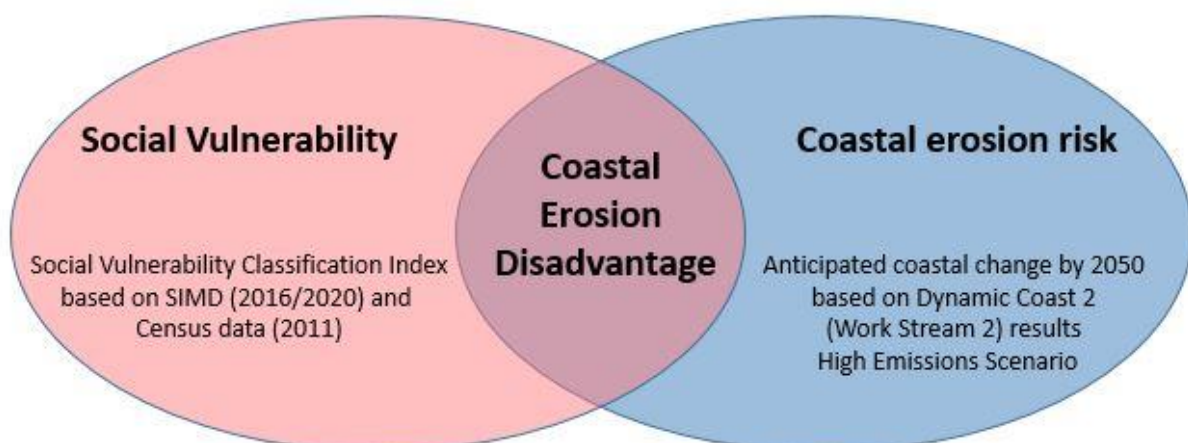 Social Vulnerability
Social Vulnerability Classification Index
based on SIMD (2016/2020) and
Census data (2011)
Coastal
Erosion
Disadvantage
Coastal erosion risk
Anticipated coastal change by 2050
based on Dynamic Coast 2
(Work Stream 2) results
High Emissions Scenario